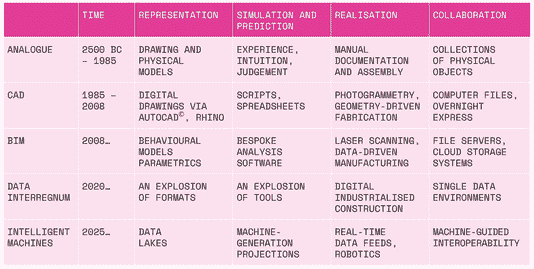 TIME REPRESENTATION SIMULATION AND REALISATION COLLABORATION
PREDICTION
ANALOGUE 2500 BC DRAWING AND EXPERIENCE, MANUAL COLLECTIONS
– 1985 PHYSICAL INTUITION, DOCUMENTATION OF PHYSICAL
MODELS JUDGEMENT AND ASSEMBLY OBJECTS
CAD 1985 – DIGITAL SCRIPTS, PHOTOGRAMMETRY, COMPUTER FILES,
2008 DRAWINGS VIA SPREADSHEETS GEOMETRY-DRIVEN OVERNIGHT
AUTOCAD©, RHINO FABRICATION EXPRESS
BIM 2008… BEHAVIOURAL BESPOKE LASER SCANNING, FILE SERVERS,
MODELS ANALYSIS DATA-DRIVEN CLOUD STORAGE
PARAMETRICS SOFTWARE MANUFACTURING SYSTEMS
DATA 2020… AN EXPLOSION AN EXPLOSION DIGITAL SINGLE DATA
INTERREGNUM OF FORMATS OF TOOLS INDUSTRIALISED ENVIRONMENTS
CONSTRUCTION
INTELLIGENT 2025… DATA MACHINE- REAL-TIME MACHINE-GUIDED
MACHINES LAKES GENERATION DATA FEEDS, INTEROPERABILITY
PROJECTIONS ROBOTICS